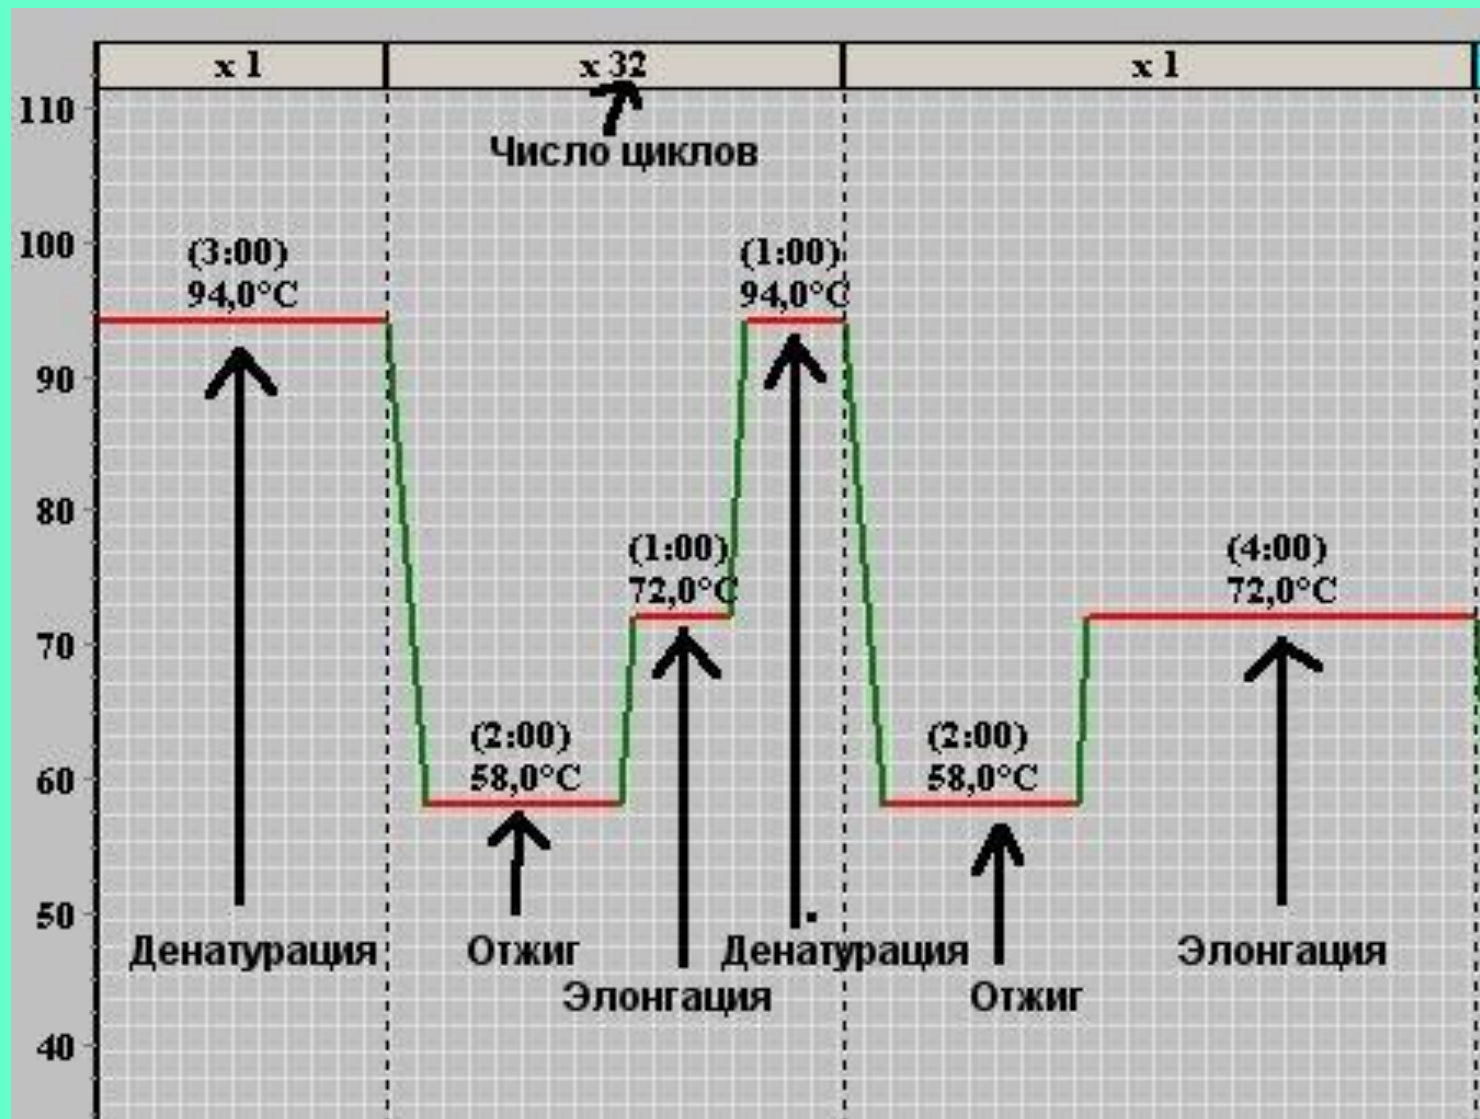 x 1
x 32
x 1
110
Число циклов
100
(3:00)
94,0°C
(1:00)
94,0°C
90
80
(1:00)
72,0°C
(4:00)
72,0°C
70
(2:00)
58,0°C
(2:00)
58,0°C
60
50
Денатурация
Отжиг
Денатурация
Элонгация
Элонгация
Отжиг
40